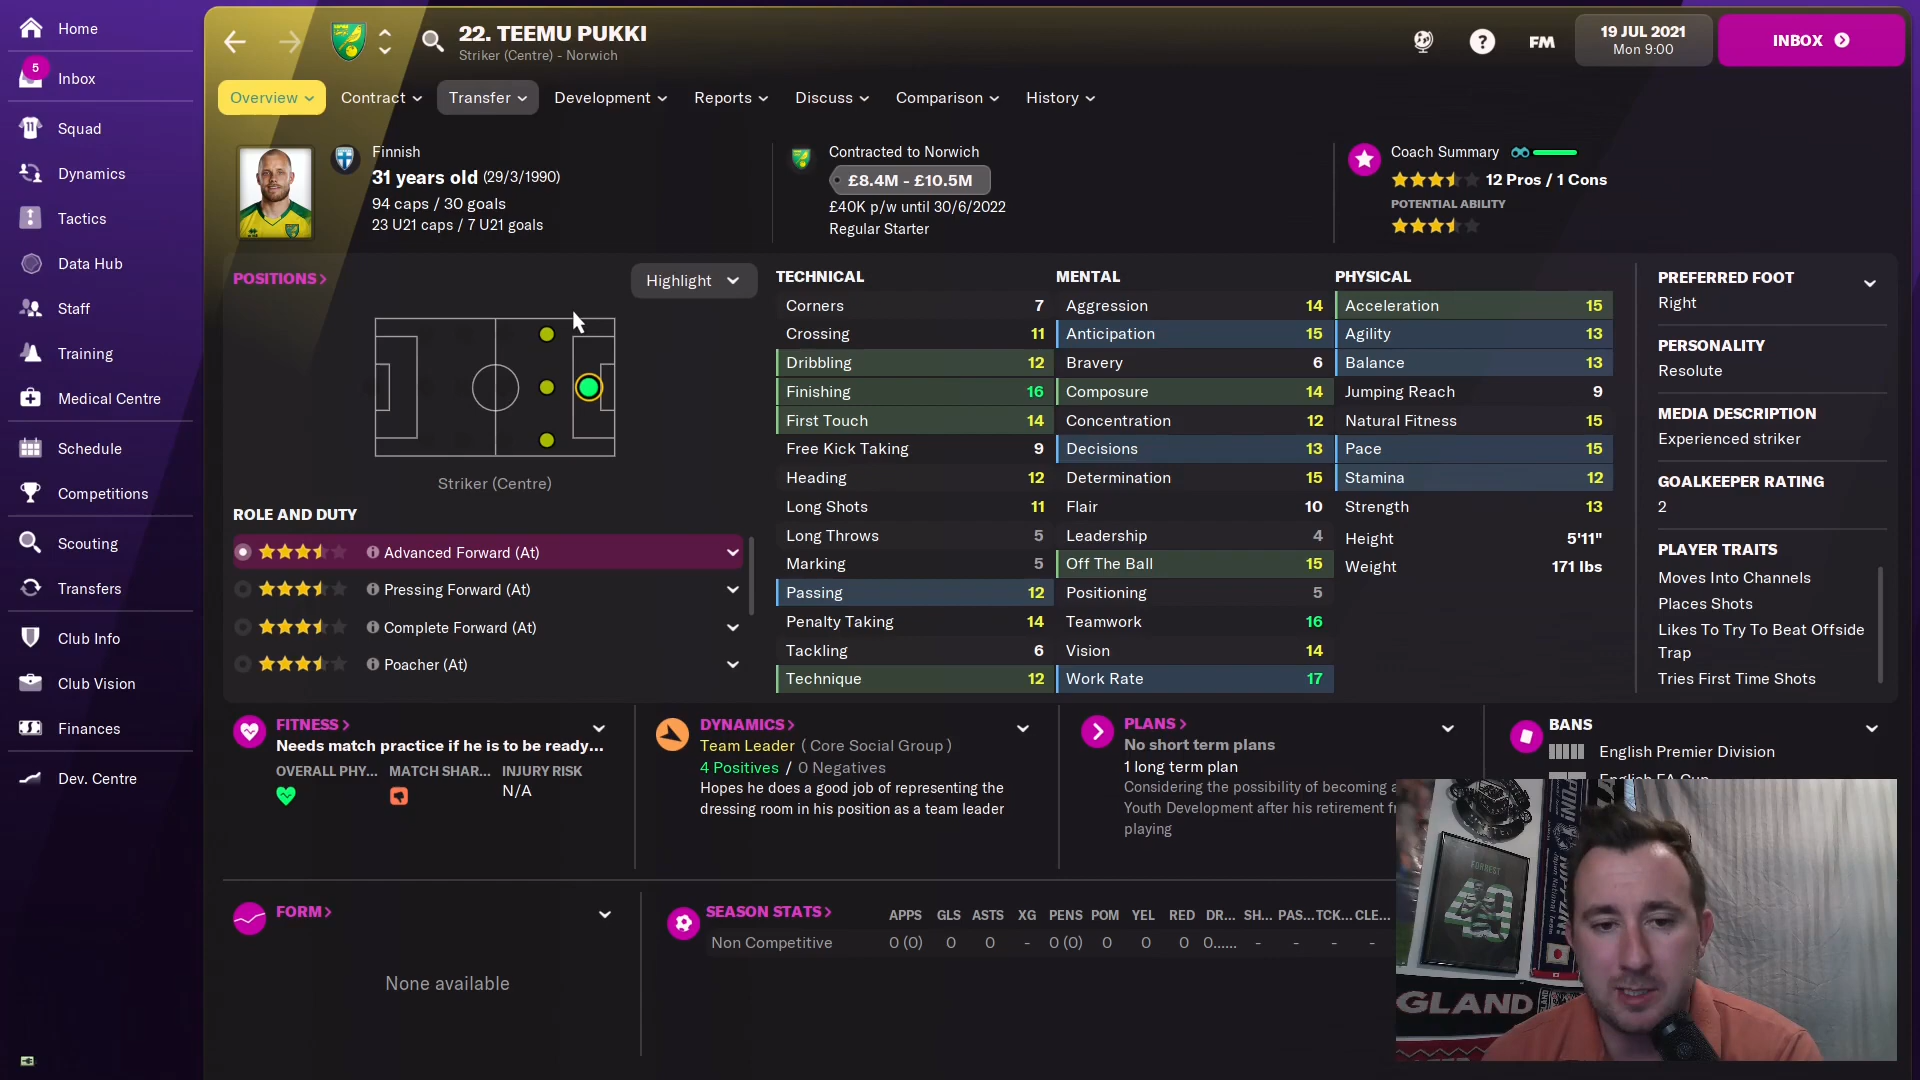 Home
5
Inbox
Squad
Dynamics
Tactics
Data Hub
Staff
Training
Medical Centre
Schedule
Competitions
Scouting
Transfers
Club Info
Club Vision
Finances
Dev. Centre
22. TEEMU PUKKI
Striker (Centre) - Norwich
?
FM
19 JUL 2021
Mon 9:00
INBOX
Overview
Contract
Transfer
Development
Reports
Discuss
Comparison
History
Finnish
31 years old (29/3/1990)
94 caps / 30 goals
23 U21 caps / 7 U21 goals
Contracted to Norwich
£8.4M - £10.5M
£40K p/w until 30/6/2022
Regular Starter
Coach Summary
12 Pros / 1 Cons
POTENTIAL ABILITY
POSITIONS
Highlight
Striker (Centre)
ROLE AND DUTY
Advanced Forward (At)
Pressing Forward (At)
Complete Forward (At)
Poacher (At)
TECHNICAL
Corners 7
Crossing 11
Dribbling 12
Finishing 16
First Touch 14
Free Kick Taking 9
Heading 12
Long Shots 11
Long Throws 5
Marking 5
Passing 12
Penalty Taking 14
Tackling 6
Technique 12
MENTAL
Aggression 14
Anticipation 15
Bravery 6
Composure 14
Concentration 12
Decisions 13
Determination 15
Flair 10
Leadership 4
Off The Ball 15
Positioning 5
Teamwork 16
Vision 14
Work Rate 17
PHYSICAL
Acceleration 15
Agility 13
Balance 13
Jumping Reach 9
Natural Fitness 15
Pace 15
Stamina 12
Strength 13
Height 5'11"
Weight 171 lbs
PREFERRED FOOT
Right
PERSONALITY
Resolute
MEDIA DESCRIPTION
Experienced striker
GOALKEEPER RATING
2
PLAYER TRAITS
Moves Into Channels
Places Shots
Likes To Try To Beat Offside
Trap
Tries First Time Shots
FITNESS
Needs match practice if he is to be ready...
OVERALL PHY... MATCH SHAR... INJURY RISK
N/A
DYNAMICS
Team Leader ( Core Social Group )
4 Positives / 0 Negatives
Hopes he does a good job of representing the
dressing room in his position as a team leader
PLANS
No short term plans
1 long term plan
Considering the possibility of becoming a
Youth Development after his retirement fr
playing
BANS
English Premier Division
English FA Cup
FORM
None available
SEASON STATS
APPS GLS ASTS XG PENS POM YEL RED DR... SH... PAS... TCK... CLE...
Non Competitive 0 (0) 0 0 - 0 (0) 0 0 0 0...... - - - -
FORREST
49
GLAND